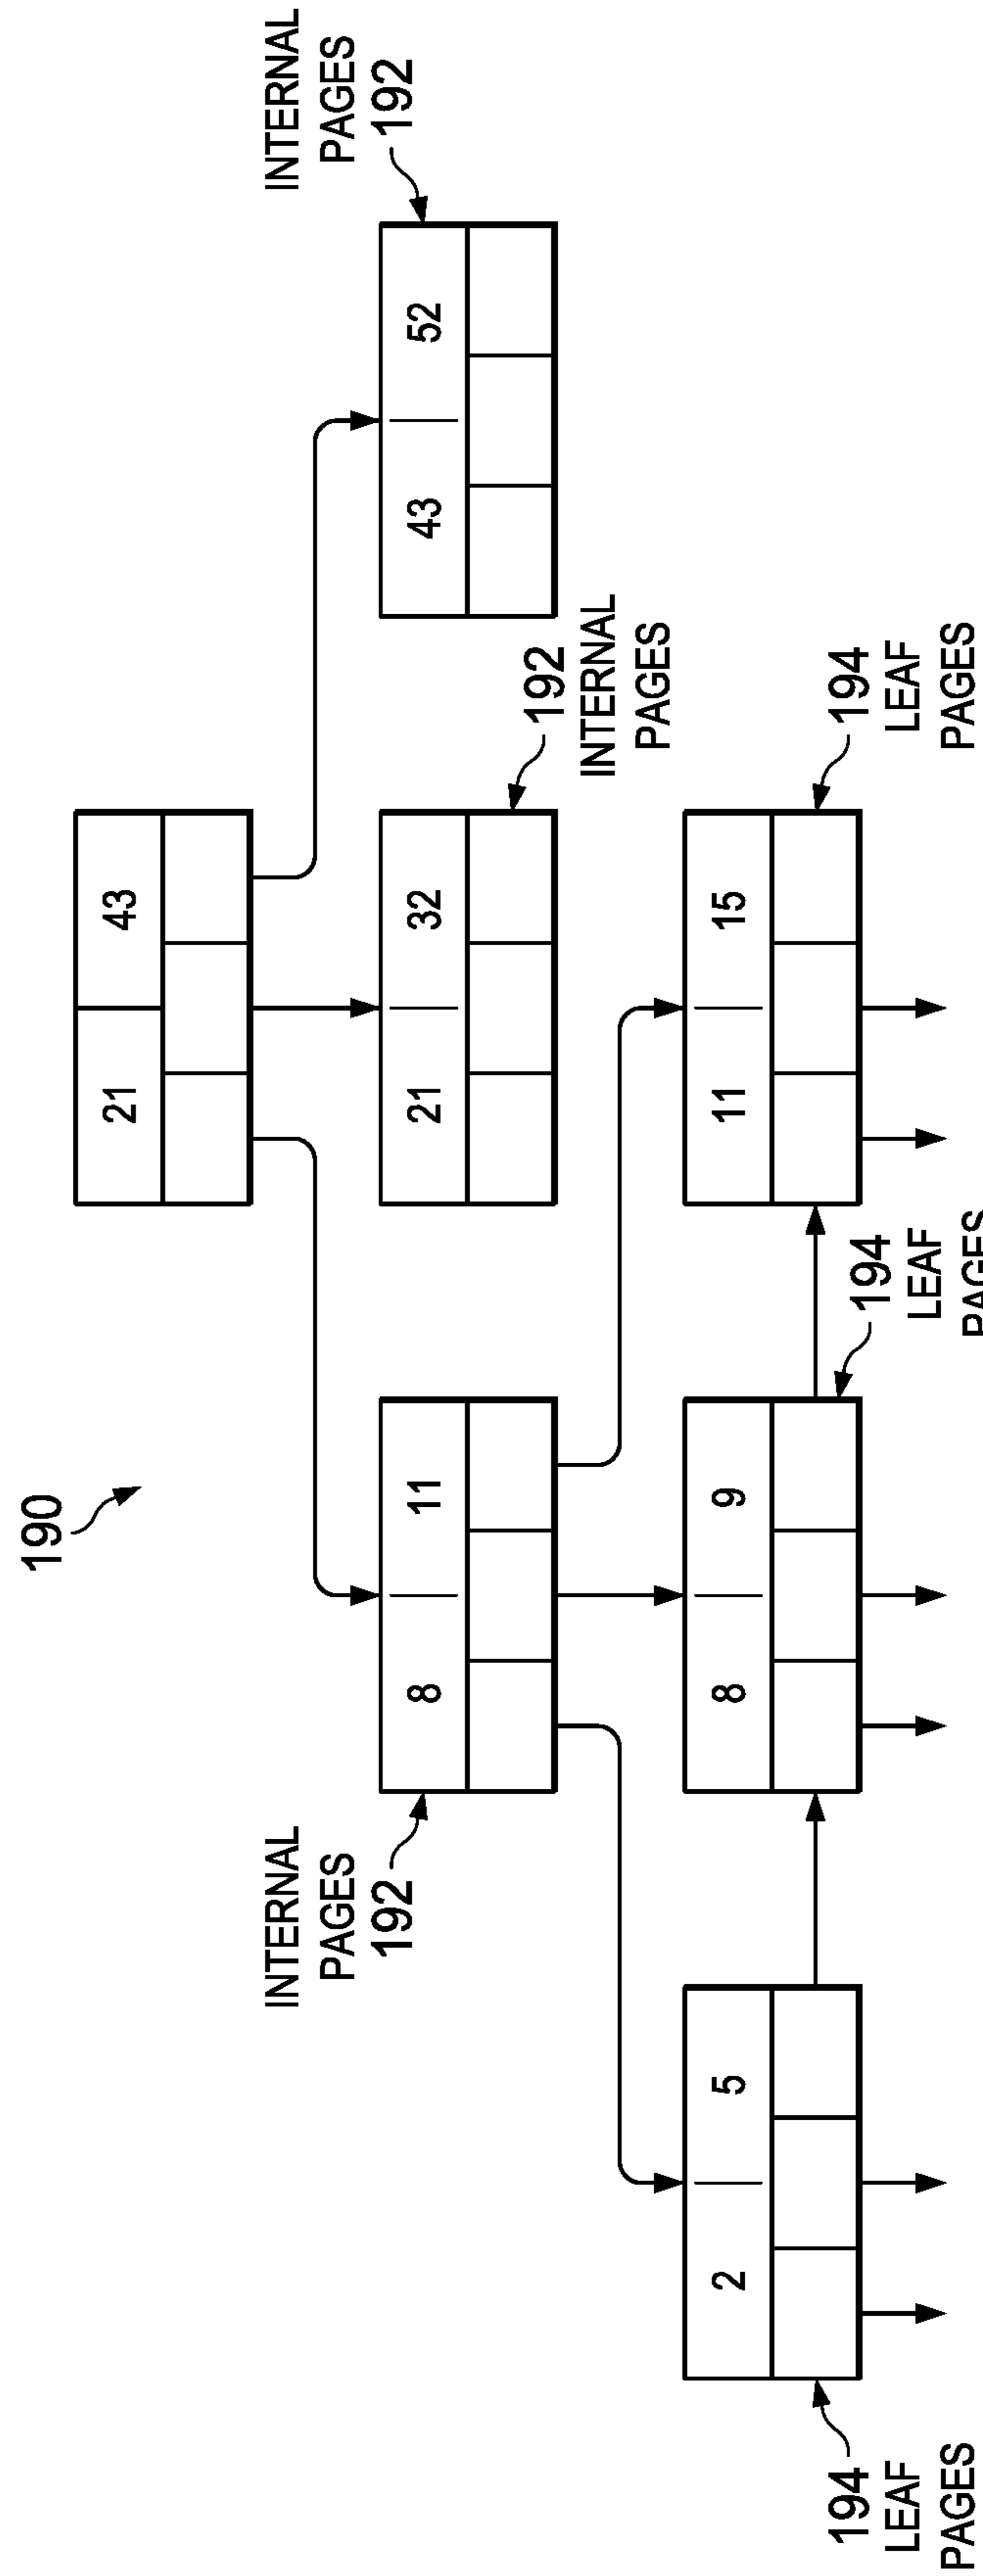 190
21 43
INTERNAL
PAGES
192
INTERNAL
PAGES
192
8 11
21 32
43 52
192
INTERNAL
PAGES
2 5
8 9
11 15
194
LEAF
PAGES
194
LEAF
PAGES
194
LEAF
PAGES